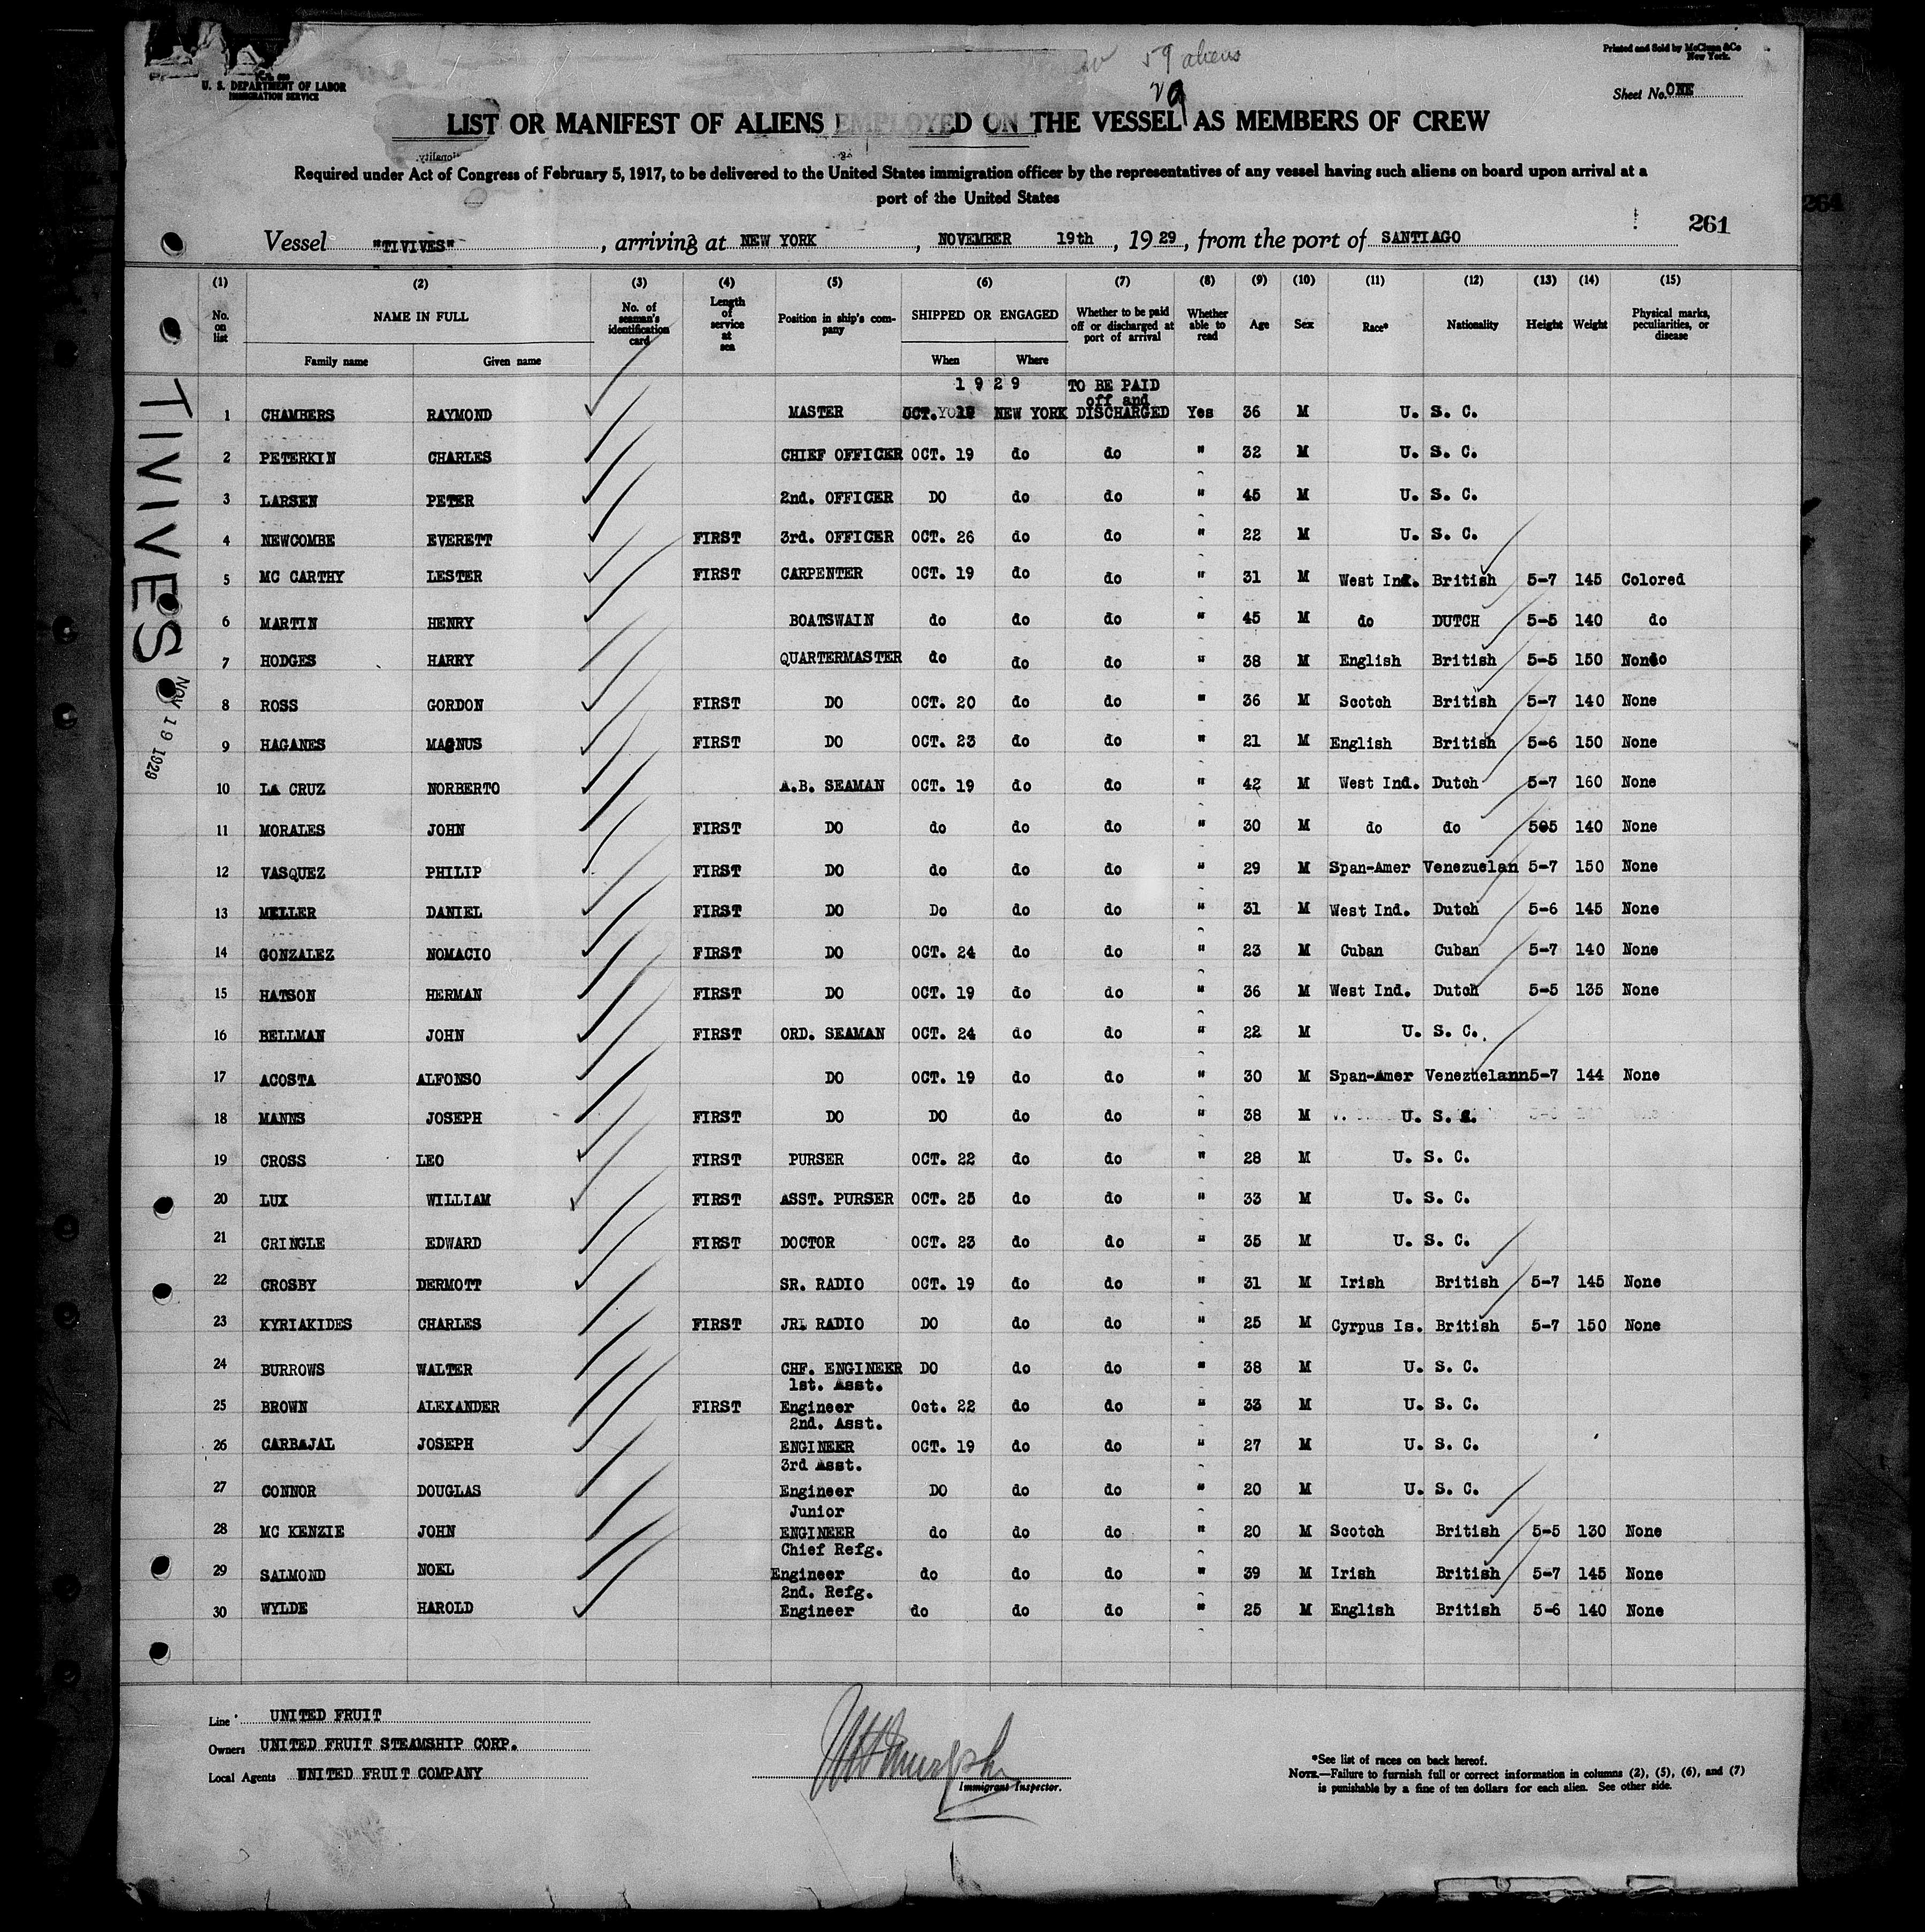 U. S. DEPARTMENT OF LABOR
IMMIGRATION SERVICE
59 aliens
Printed and Sold by McClunn &Co
New York.
Sheet No. ONE
LIST OR MANIFEST OF ALIENS EMPLOYED ON THE VESSEL AS MEMBERS OF CREW
Required under Act of Congress of February 5, 1917, to be delivered to the United States immigration officer by the representatives of any vessel having such aliens on board upon arrival at a
port of the United States
261
Vessel "TIVIVES", arriving at NEW YORK, NOVEMBER 19th, 1929, from the port of SANTIAGO
(1) (2) (3) (4) (5) (6) (7) (8) (9) (10) (11) (12) (13) (14) (15)
No. on list NAME IN FULL Family name Given name No. of seaman's identification card Length of service at sea Position in ship's company SHIPPED OR ENGAGED When Where Whether to be paid off or discharged at port of arrival Whether able to read Age Sex Race* Nationality Height Weight Physical marks, peculiarities, or disease
1929 TO BE PAID
off and
1 CHAMBERS RAYMOND MASTER OCT. 19 NEW YORK DISCHARGED Yes 36 M U. S. C.
2 PETERKIN CHARLES CHIEF OFFICER OCT. 19 do do " 32 M U. S. C.
3 LARSEN PETER 2nd. OFFICER DO do do " 45 M U. S. C.
4 NEWCOMBE EVERETT FIRST 3rd. OFFICER OCT. 26 do do " 22 M U. S. C.
5 MC CARTHY LESTER FIRST CARPENTER OCT. 19 do do " 31 M West Ind. British 5-7 145 Colored
6 MARTIN HENRY BOATSWAIN do do do " 45 M do DUTCH 5-5 140 do
7 HODGES HARRY QUARTERMASTER do do do " 38 M English British 5-5 150 None
8 ROSS GORDON FIRST DO OCT. 20 do do " 36 M Scotch British 5-7 140 None
9 HAGANES MAGNUS FIRST DO OCT. 23 do do " 21 M English British 5-6 150 None
10 LA CRUZ NORBERTO A.B. SEAMAN OCT. 19 do do " 42 M West Ind. Dutch 5-7 160 None
11 MORALES JOHN FIRST DO do do do " 30 M do do 505 140 None
12 VASQUEZ PHILIP FIRST DO do do do " 29 M Span-Amer Venezuelan 5-7 150 None
13 MELLER DANIEL FIRST DO Do do do " 31 M West Ind. Dutch 5-6 145 None
14 GONZALEZ NOMACIO FIRST DO OCT. 24 do do " 23 M Cuban Cuban 5-7 140 None
15 HATSON HERMAN FIRST DO OCT. 19 do do " 36 M West Ind. Dutch 5-5 135 None
16 BELLMAN JOHN FIRST ORD. SEAMAN OCT. 24 do do " 22 M U. S. C.
17 ACOSTA ALFONSO DO OCT. 19 do do " 30 M Span-Amer Venezuelann5-7 144 None
18 MANNS JOSEPH FIRST DO DO do do " 38 M U. S. C.
19 CROSS LEO FIRST PURSER OCT. 22 do do " 28 M U. S. C.
20 LUX WILLIAM FIRST ASST. PURSER OCT. 25 do do " 33 M U. S. C.
21 CRINGLE EDWARD FIRST DOCTOR OCT. 23 do do " 35 M U. S. C.
22 CROSBY DERMOTT SR. RADIO OCT. 19 do do " 31 M Irish British 5-7 145 None
23 KYRIAKIDES CHARLES FIRST JR. RADIO DO do do " 25 M Cyrpus Is. British 5-7 150 None
24 BURROWS WALTER CHF. ENGINEER DO do do " 38 M U. S. C.
1st. Asst.
25 BROWN ALEXANDER FIRST Engineer Oct. 22 do do " 33 M U. S. C.
2nd. Asst.
26 CARBAJAL JOSEPH ENGINEER OCT. 19 do do " 27 M U. S. C.
3rd Asst.
27 CONNOR DOUGLAS Engineer DO do do " 20 M U. S. C.
Junior
28 MC KENZIE JOHN ENGINEER do do do " 20 M Scotch British 5-5 130 None
Chief Refg.
29 SALMOND NOEL Engineer do do do " 39 M Irish British 5-7 145 None
2nd. Refg.
30 WYLDE HAROLD Engineer do do do " 25 M English British 5-6 140 None
TIVIVES
NOV 19 1929
264
Line UNITED FRUIT
Owners UNITED FRUIT STEAMSHIP CORP.
Local Agents UNITED FRUIT COMPANY
Immigrant Inspector.
*See list of races on back hereof.
NOTE.—Failure to furnish full or correct information in columns (2), (5), (6), and (7)
is punishable by a fine of ten dollars for each alien. See other side.